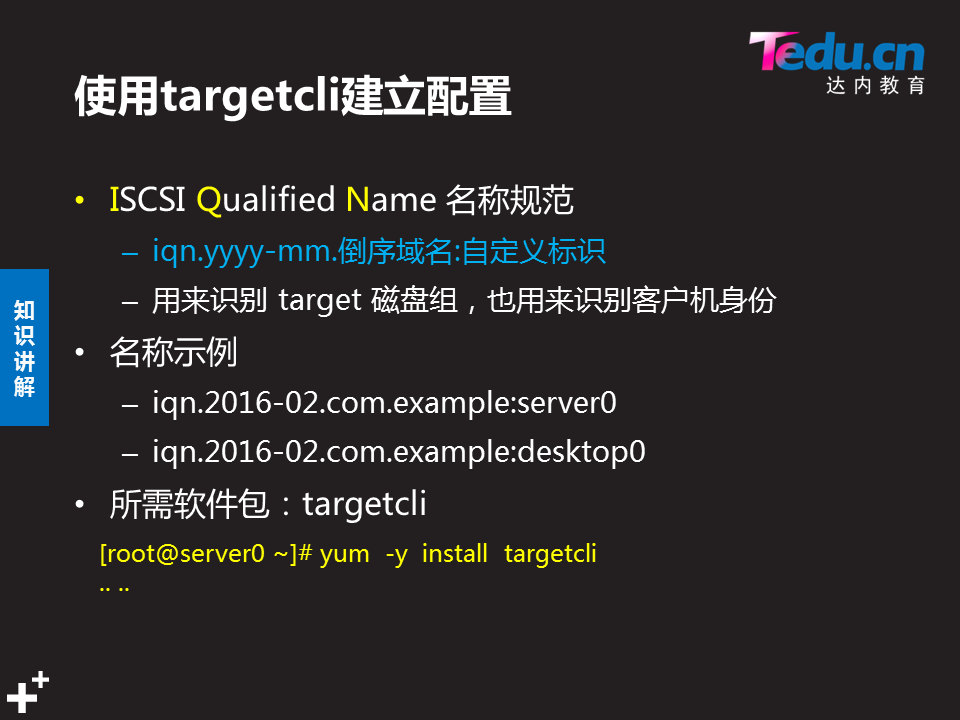 Tedu.cn
达内教育
使用targetcli建立配置
• ISCSI Qualified Name 名称规范
– iqn.yyyy-mm.倒序域名:自定义标识
– 用来识别 target 磁盘组，也用来识别客户机身份
知识讲解
• 名称示例
– iqn.2016-02.com.example:server0
– iqn.2016-02.com.example:desktop0
• 所需软件包：targetcli
[root@server0 ~]# yum -y install targetcli
.. ..